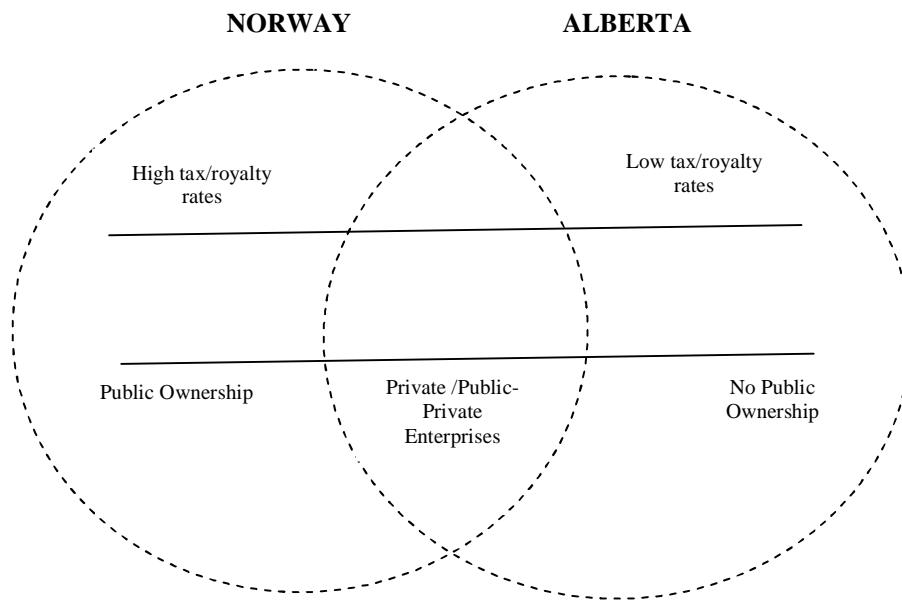 NORWAY
ALBERTA
High tax/royalty
rates
Low tax/royalty
rates
Public Ownership
Private /Public-
Private
Enterprises
No Public
Ownership